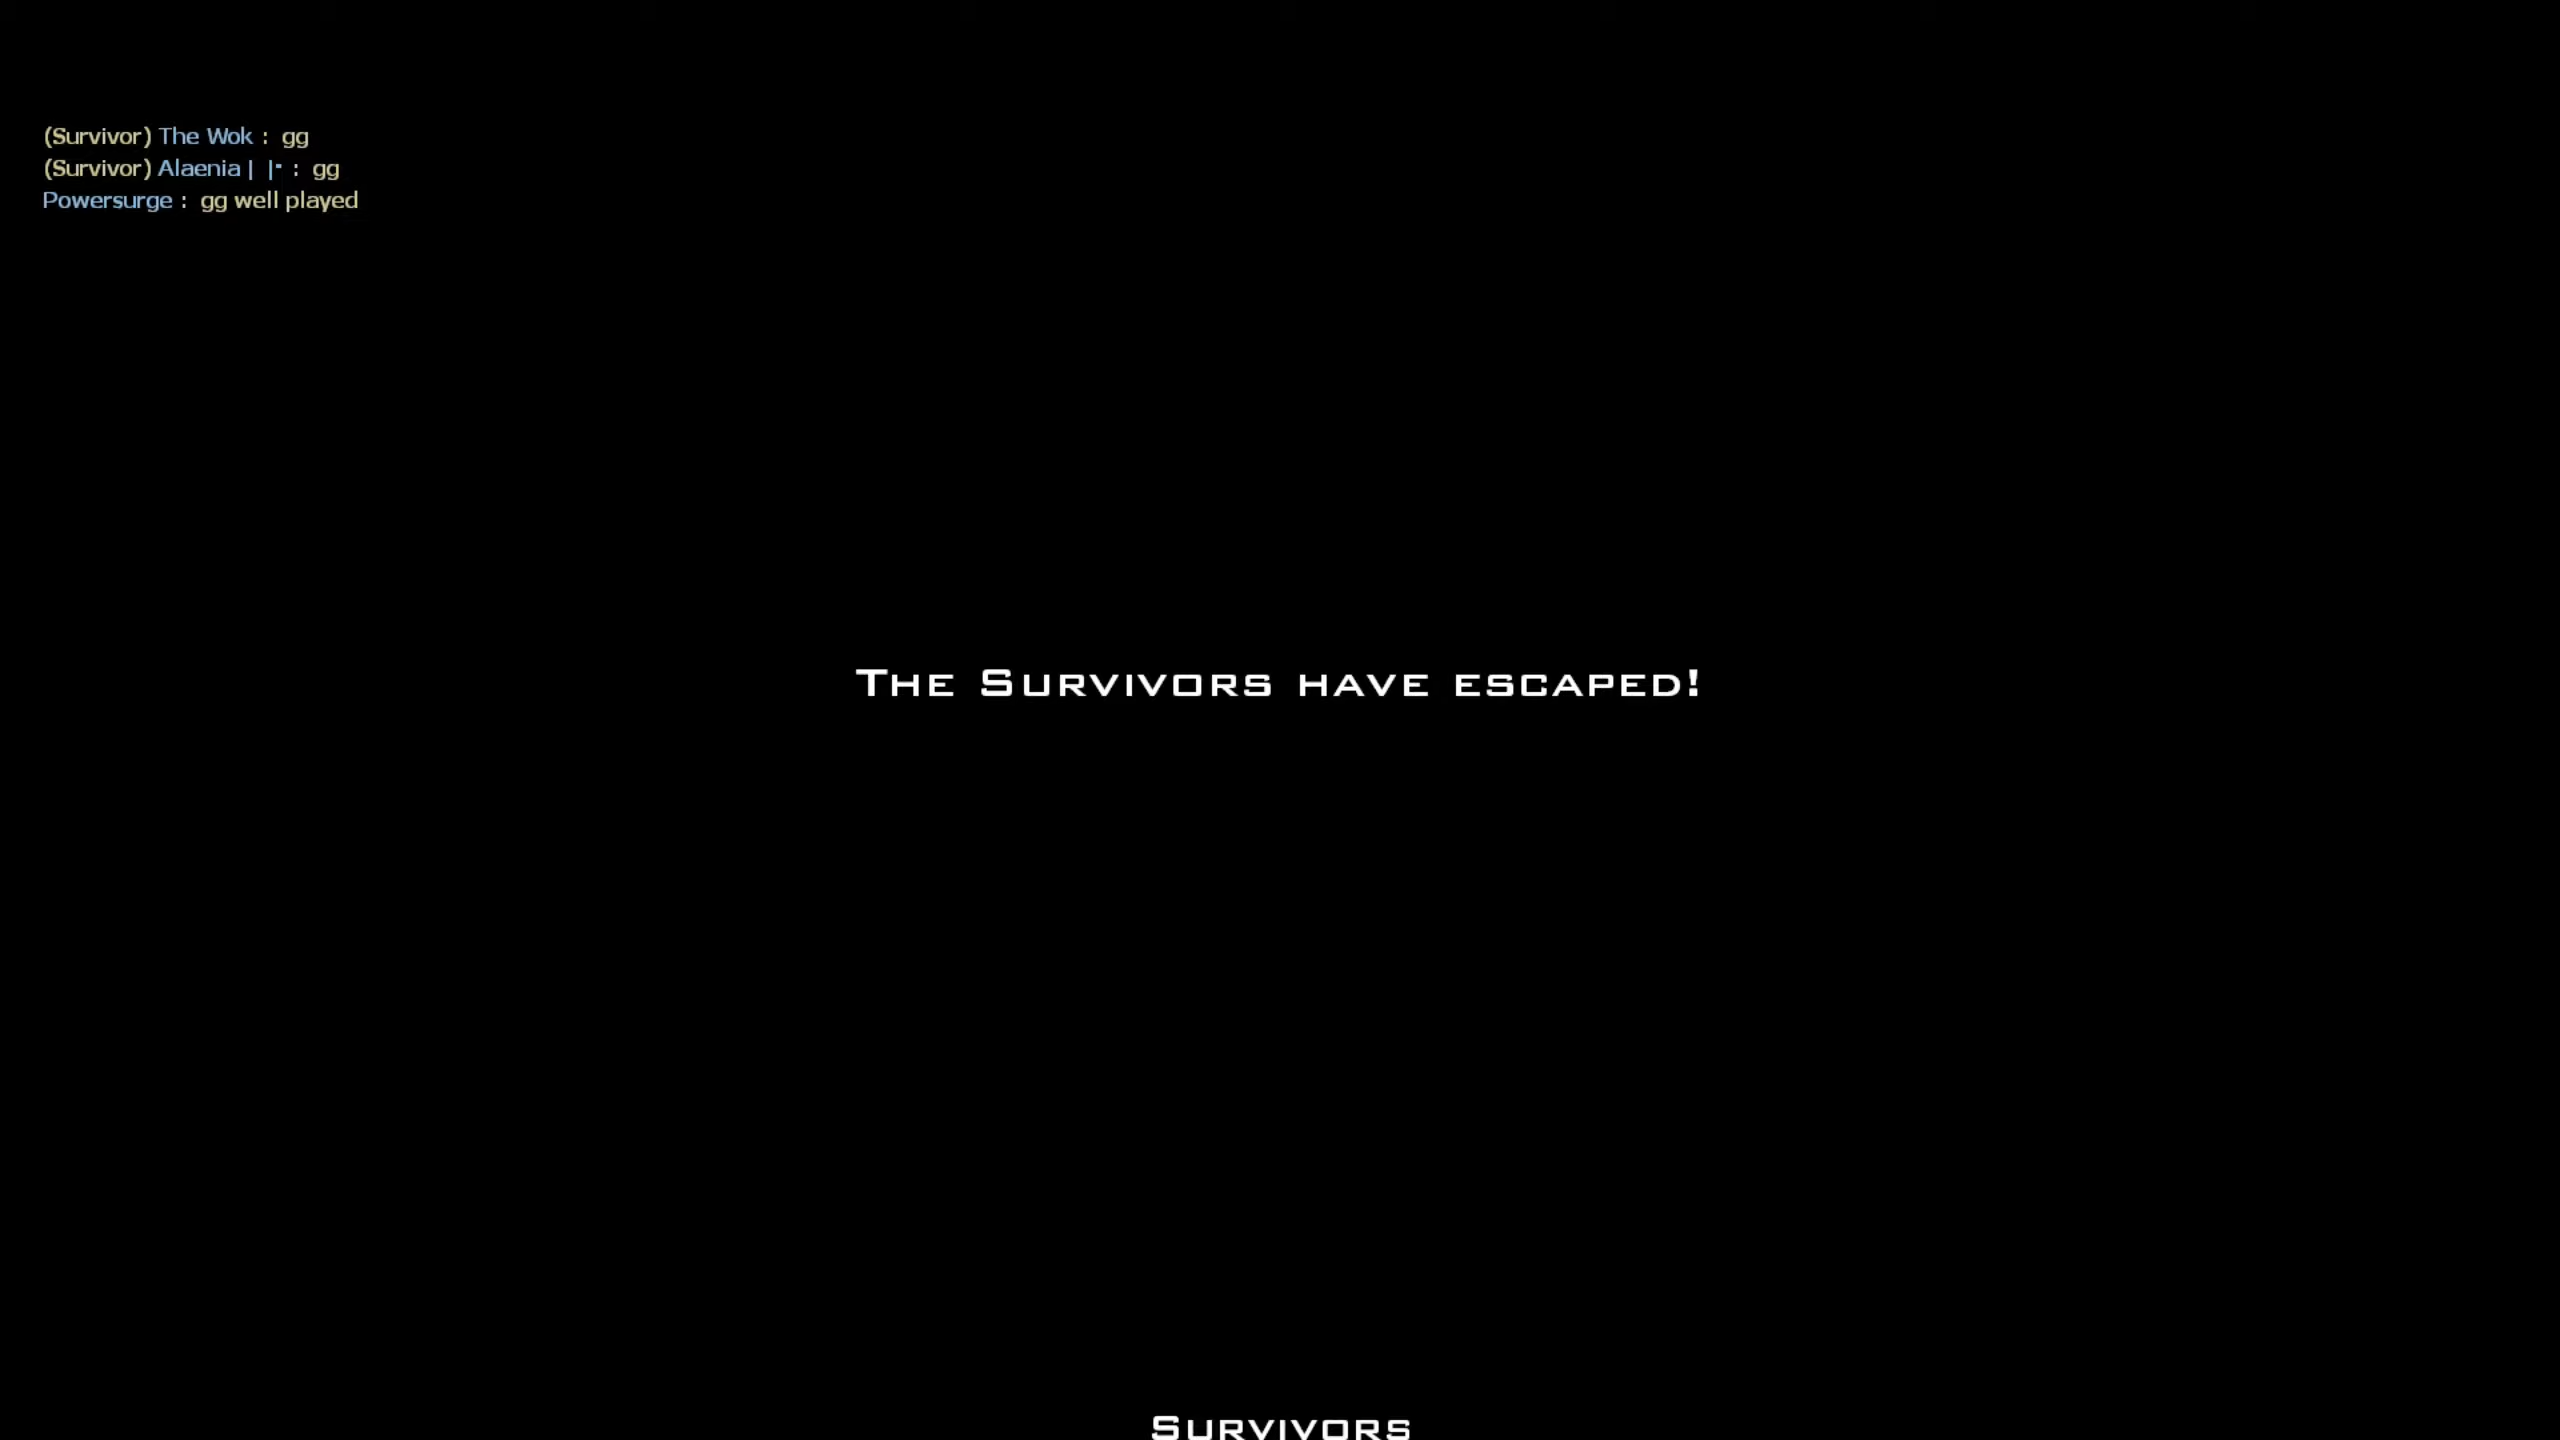 (Survivor) The Wok : gg
(Survivor) Alaenia | |· : gg
Powersurge : gg well played
The Survivors have escaped!
Survivors